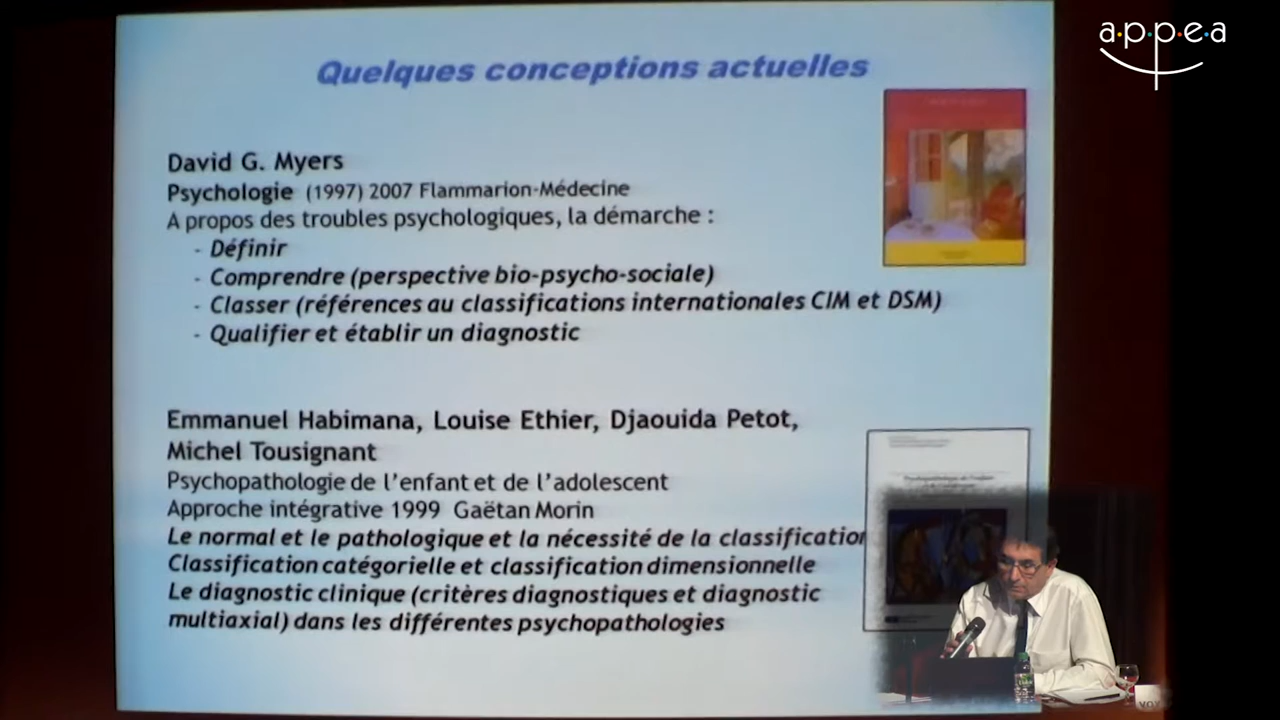 a.p.p.e.a
Quelques conceptions actuelles
David G. Myers
Psychologie (1997) 2007 Flammarion-Médecine
A propos des troubles psychologiques, la démarche :
- Définir
- Comprendre (perspective bio-psycho-sociale)
- Classer (références au classifications internationales CIM et DSM)
- Qualifier et établir un diagnostic
Emmanuel Habimana, Louise Ethier, Djaouida Petot,
Michel Tousignant
Psychopathologie de l'enfant et de l'adolescent
Approche intégrative 1999 Gaëtan Morin
Le normal et le pathologique et la nécessité de la classification
Classification catégorielle et classification dimensionnelle
Le diagnostic clinique (critères diagnostiques et diagnostic
multiaxial) dans les différentes psychopathologies